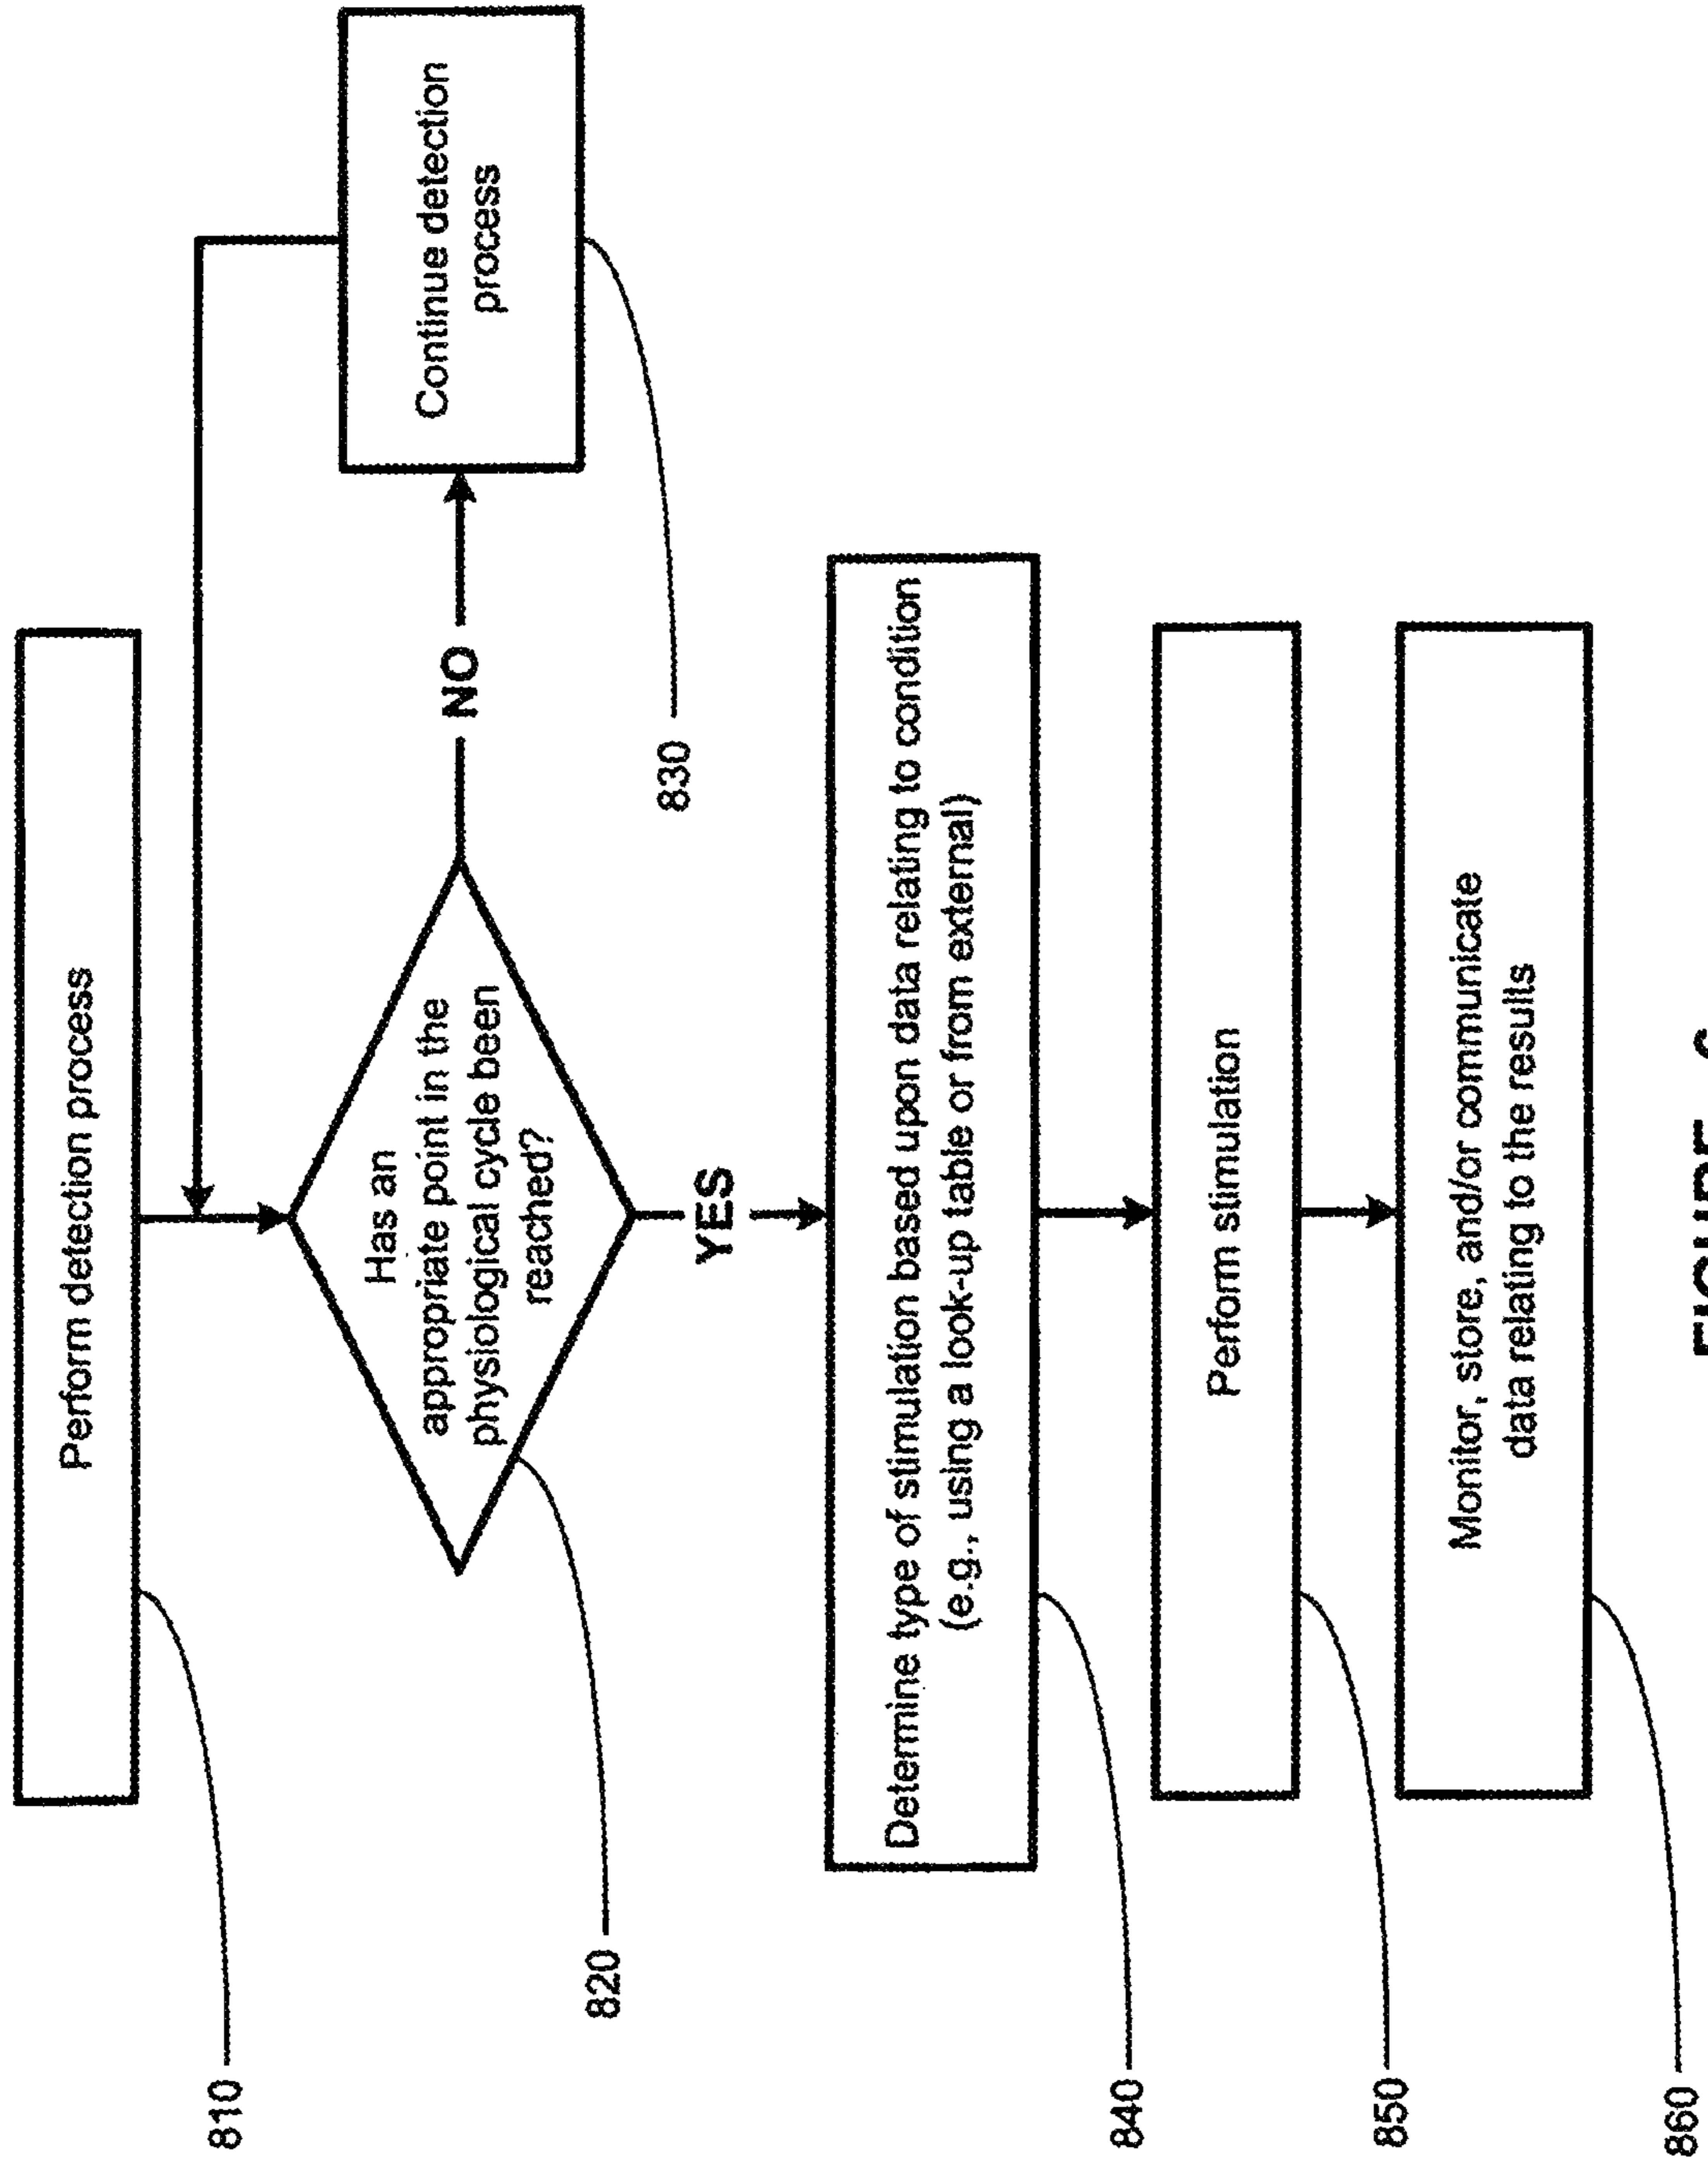 Perform detection process
810
Has an
appropriate point in the
physiological cycle been
reached?
820
NO
Continue detection
process
830
YES
Determine type of stimulation based upon data relating to condition
(e.g., using a look-up table or from external)
840
Perform stimulation
850
Monitor, store, and/or communicate
data relating to the results
860